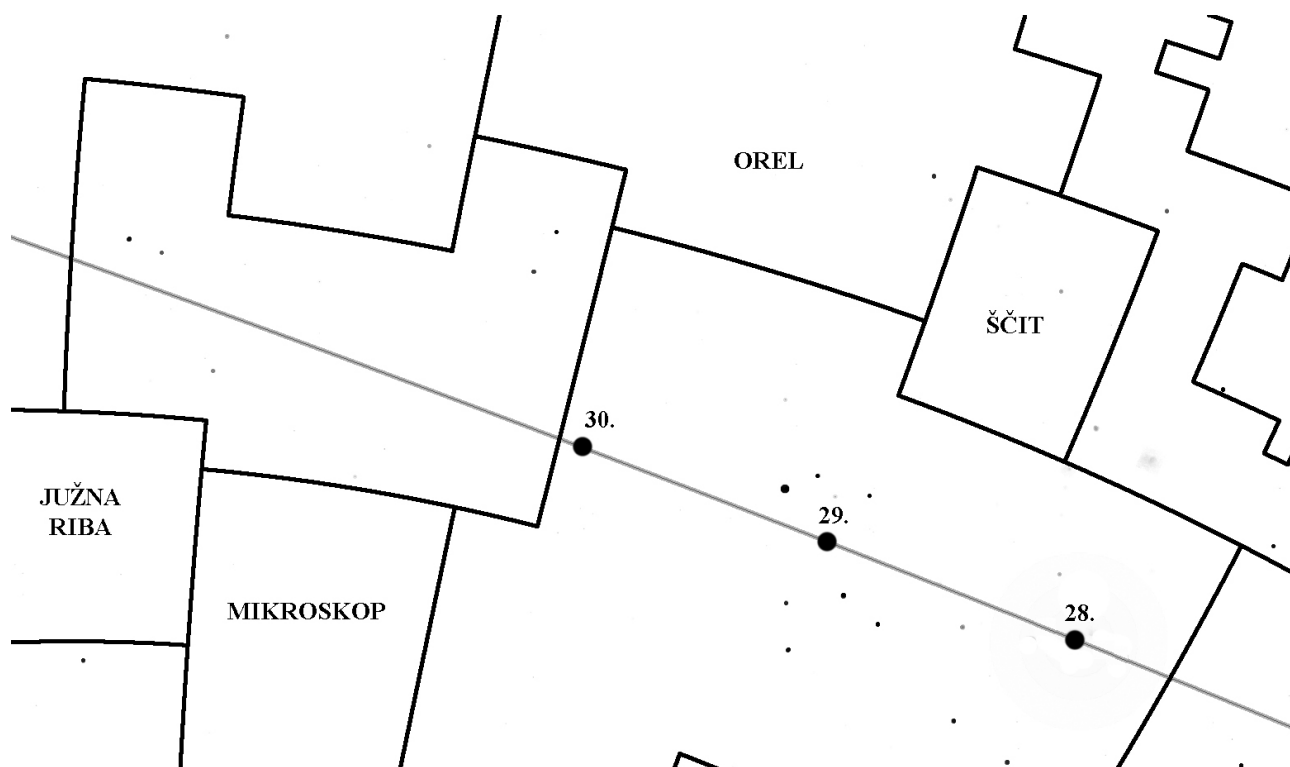 OREL
ŠČIT
30.
JUŽNA
RIBA
29.
MIKROSKOP
28.